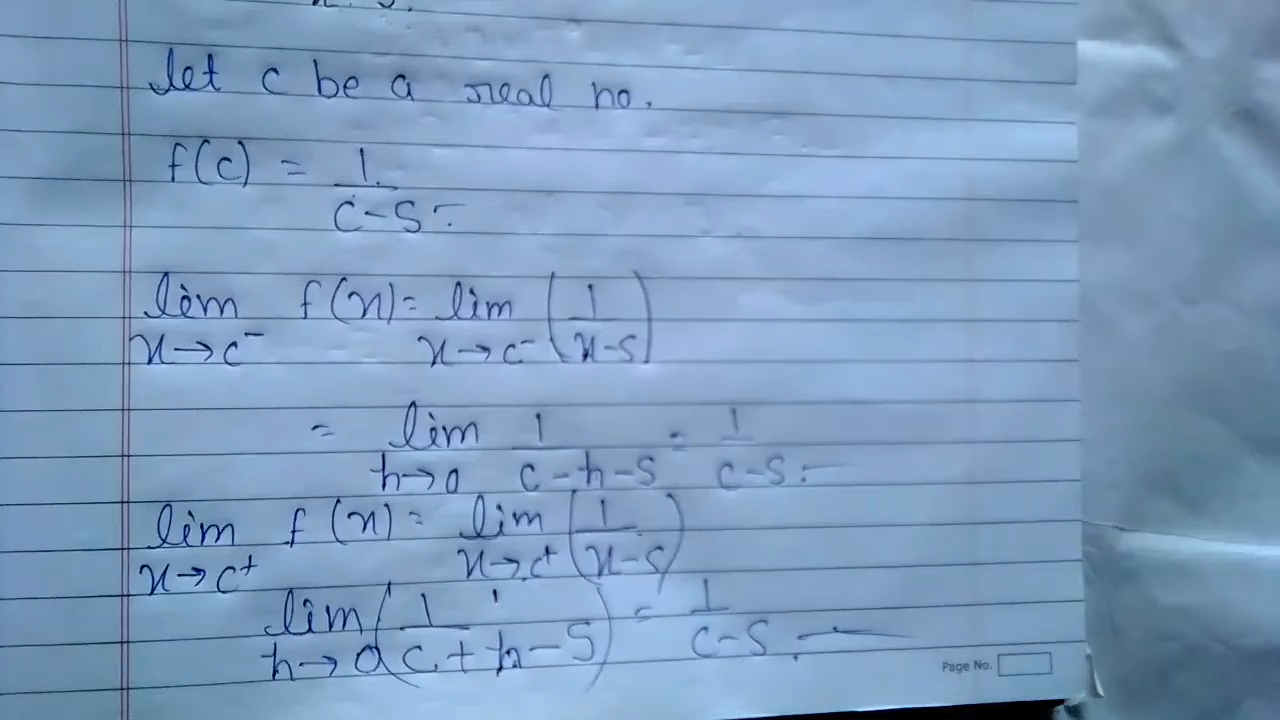 let c be a real no.
f(c) = 1/(c-5)
lim x→c⁻ f(x) = lim x→c⁻ (1/(x-5))
= lim h→0 1/(c-h-5) = 1/(c-5)
lim x→c⁺ f(x) = lim x→c⁺ (1/(x-5))
lim h→0 (1/(c+h-5)) = 1/(c-5)
Page No.